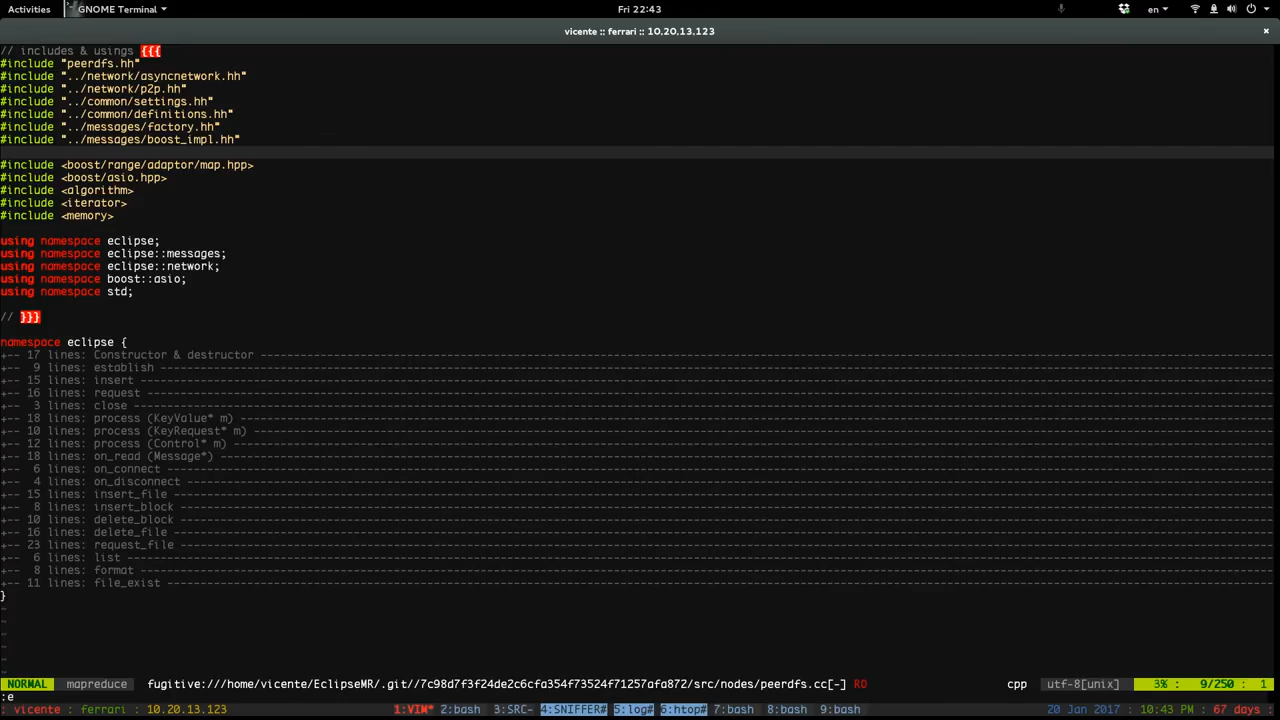 Activities GNOME Terminal Fri 22:43 en
vicente :: ferrari :: 10.20.13.123 ×
// includes & usings {{{
#include "peerdfs.hh"
#include "../network/asyncnetwork.hh"
#include "../network/p2p.hh"
#include "../common/settings.hh"
#include "../common/definitions.hh"
#include "../messages/factory.hh"
#include "../messages/boost_impl.hh"
#include <boost/range/adaptor/map.hpp>
#include <boost/asio.hpp>
#include <algorithm>
#include <iterator>
#include <memory>
using namespace eclipse;
using namespace eclipse::messages;
using namespace eclipse::network;
using namespace boost::asio;
using namespace std;
// }}}
namespace eclipse {
+-- 17 lines: Constructor & destructor ---
+--  9 lines: establish ---
+-- 15 lines: insert ---
+-- 16 lines: request ---
+--  3 lines: close ---
+-- 18 lines: process (KeyValue* m) ---
+-- 10 lines: process (KeyRequest* m) ---
+-- 12 lines: process (Control* m) ---
+-- 18 lines: on_read (Message*) ---
+--  6 lines: on_connect ---
+--  4 lines: on_disconnect ---
+-- 15 lines: insert_file ---
+--  8 lines: insert_block ---
+-- 10 lines: delete_block ---
+-- 16 lines: delete_file ---
+-- 23 lines: request_file ---
+--  6 lines: list ---
+--  8 lines: format ---
+-- 11 lines: file_exist ---
}
~
~
~
~
~
~
NORMAL mapreduce fugitive:///home/vicente/EclipseMR/.git//7c98d7f3f24de2c6cfa354f73524f71257afa872/src/nodes/peerdfs.cc[-] RO cpp utf-8[unix] 3% : 9/250 : 1
:e
: vicente : ferrari : 10.20.13.123 1:VIM* 2:bash 3:SRC- 4:SNIFFER# 5:log# 6:htop# 7:bash 8:bash 9:bash 20 Jan 2017 : 10:43 PM : 67 days :